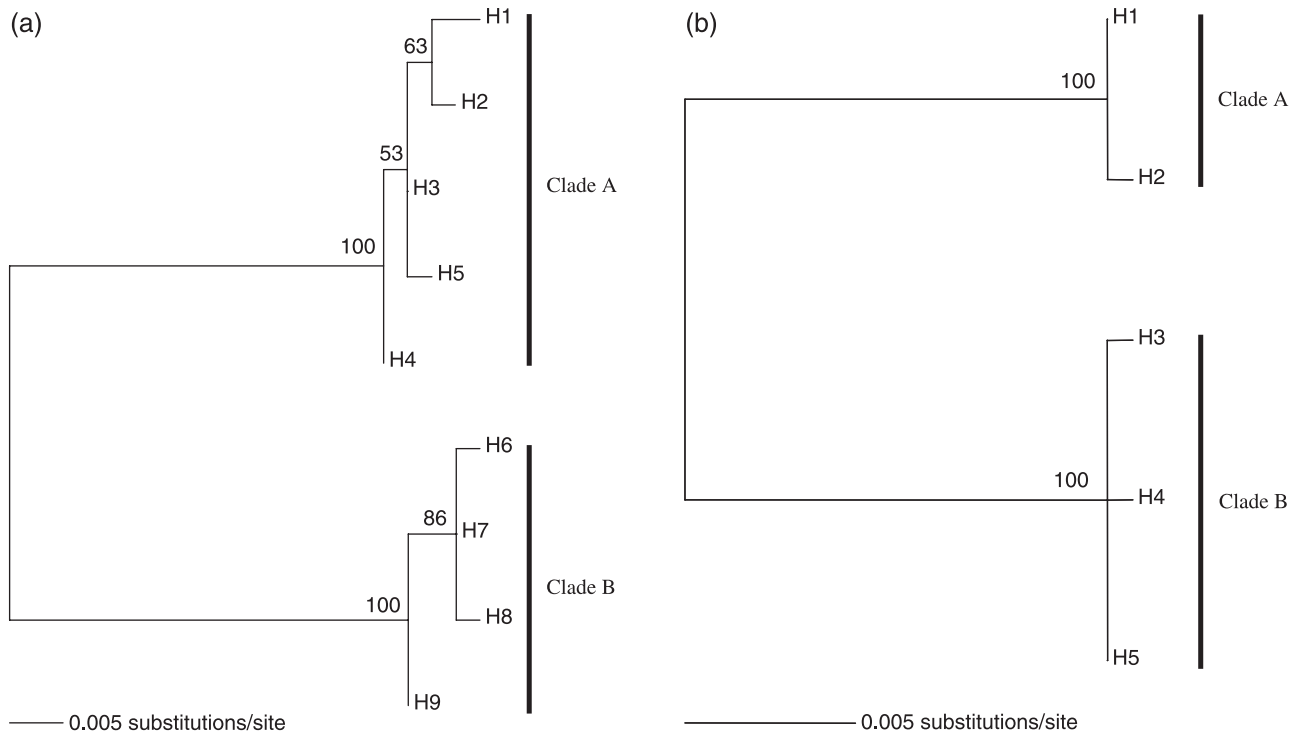 (a)
H1
63
H2
53
H3
Clade A
100
H5
H4
H6
86
H7
Clade B
100
H8
H9
0.005 substitutions/site
(b)
H1
100
Clade A
H2
H3
100
H4
Clade B
H5
0.005 substitutions/site